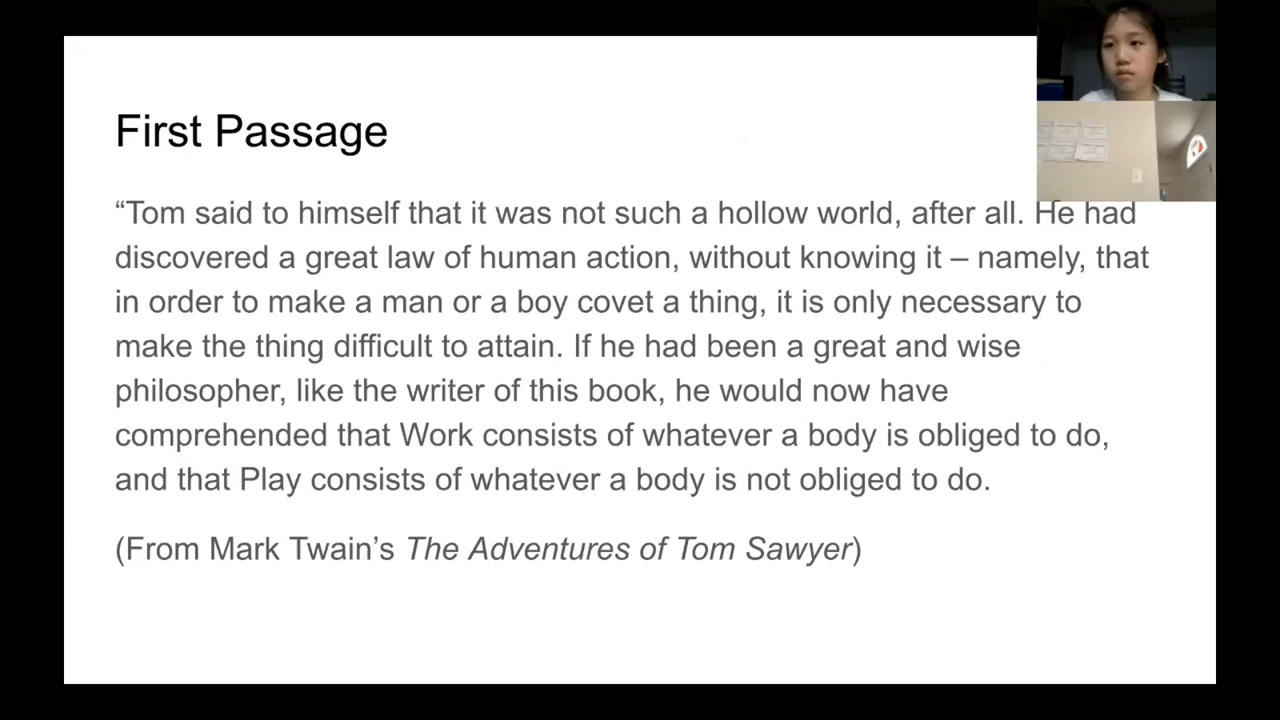 First Passage
“Tom said to himself that it was not such a hollow world, after all. He had
discovered a great law of human action, without knowing it – namely, that
in order to make a man or a boy covet a thing, it is only necessary to
make the thing difficult to attain. If he had been a great and wise
philosopher, like the writer of this book, he would now have
comprehended that Work consists of whatever a body is obliged to do,
and that Play consists of whatever a body is not obliged to do.
(From Mark Twain’s The Adventures of Tom Sawyer)